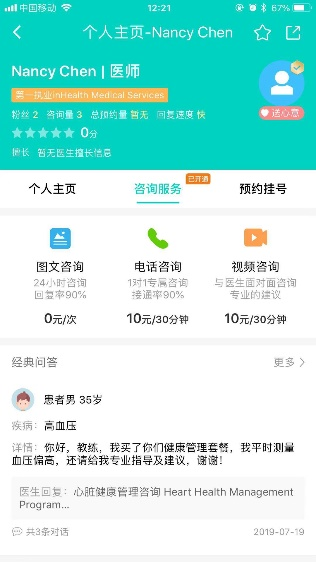 中国移动 12:21 67%
个人主页-Nancy Chen
Nancy Chen | 医师
第一执业inHealth Medical Services
粉丝 2 咨询量 3 总预约量 暂无 回复速度 快
送心意
0分
擅长 暂无医生擅长信息
已开通
个人主页 咨询服务 预约挂号
图文咨询 电话咨询 视频咨询
24小时咨询 1对1专属咨询 与医生面对面咨询
回复率90% 接通率90% 专业的建议
0元/次 10元/30分钟 10元/30分钟
经典问答 更多
患者男 35岁
疾病： 高血压
详情： 你好，教练，我买了你们健康管理套餐，我平时测量
血压偏高，还请给我专业指导及建议，谢谢！
医生回复：心脏健康管理咨询 Heart Health Management
Program...
共3条对话 2019-07-19